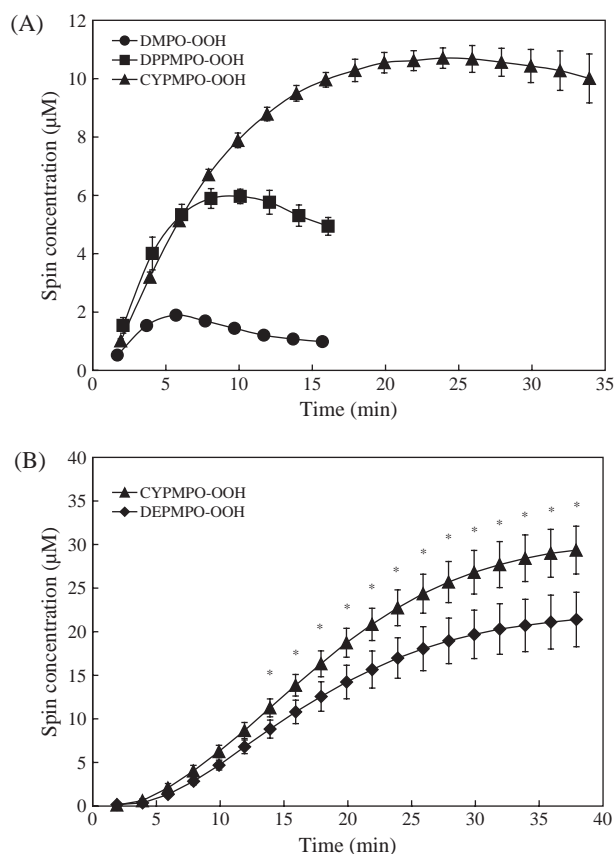 (A)
12
10
8
6
4
2
0
Spin concentration (μM)
DMPO-OOH
DPPMPO-OOH
CYPMPO-OOH
0 5 10 15 20 25 30 35
Time (min)
(B)
40
35
30
25
20
15
10
5
0
Spin concentration (μM)
CYPMPO-OOH
DEPMPO-OOH
* * * * * * * * * * * * *
0 5 10 15 20 25 30 35 40
Time (min)